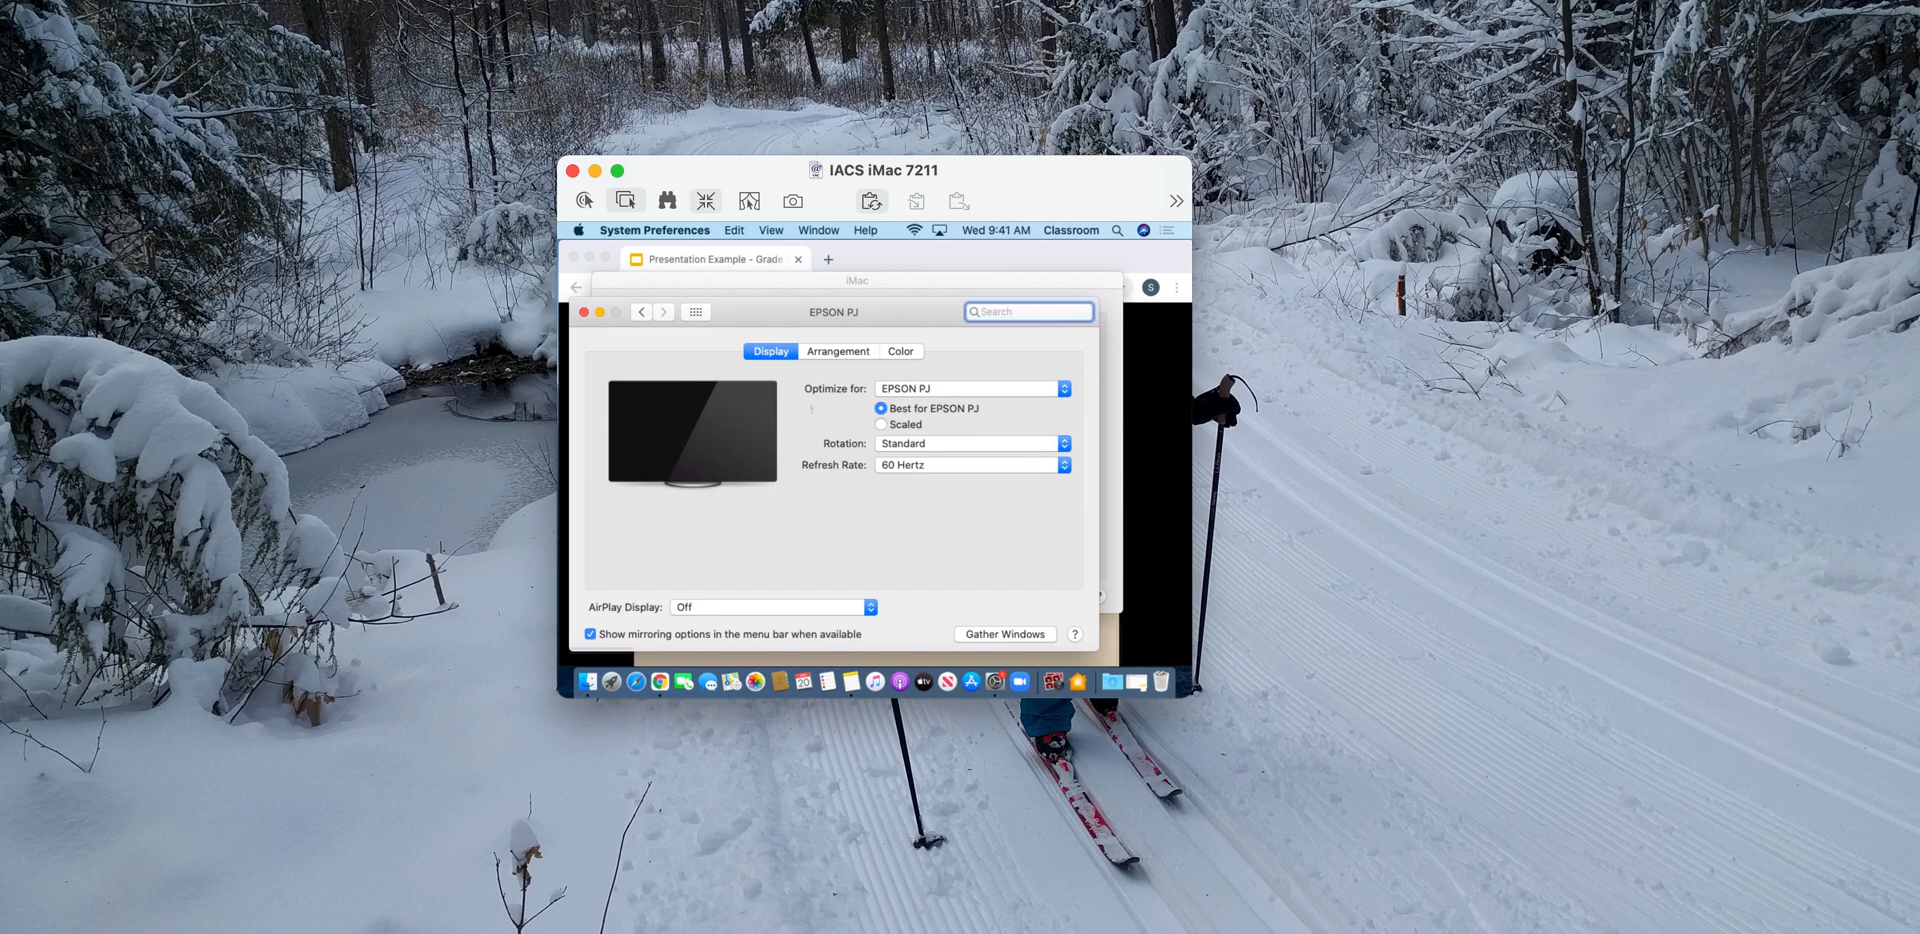 IACS iMac 7211
System Preferences Edit View Window Help Wed 9:41 AM Classroom
Presentation Example - Grade
S
iMac
EPSON PJ
Search
Display Arrangement Color
Optimize for: EPSON PJ
Best for EPSON PJ
Scaled
Rotation: Standard
Refresh Rate: 60 Hertz
AirPlay Display: Off
Show mirroring options in the menu bar when available
Gather Windows ?
20
tv